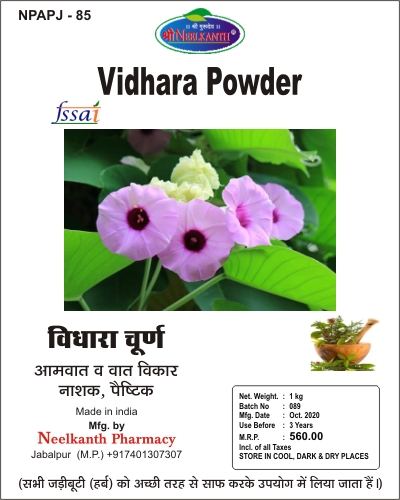 NPAPJ - 85
|| श्री गुरूदेव ||
श्री NEELKANTH
Vidhara Powder
fssai
विधारा चूर्ण
आमवात व वात विकार
नाशक, पैष्टिक
Made in india
Mfg. by
Neelkanth Pharmacy
Jabalpur (M.P.) +917401307307
Net. Weight. : 1 kg
Batch No : 089
Mfg. Date : Oct. 2020
Use Before : 3 Years
M.R.P. : 560.00
Incl. of all Taxes
STORE IN COOL, DARK & DRY PLACES
(सभी जड़ीबूटी (हर्ब) को अच्छी तरह से साफ करके उपयोग में लिया जाता हैं।)